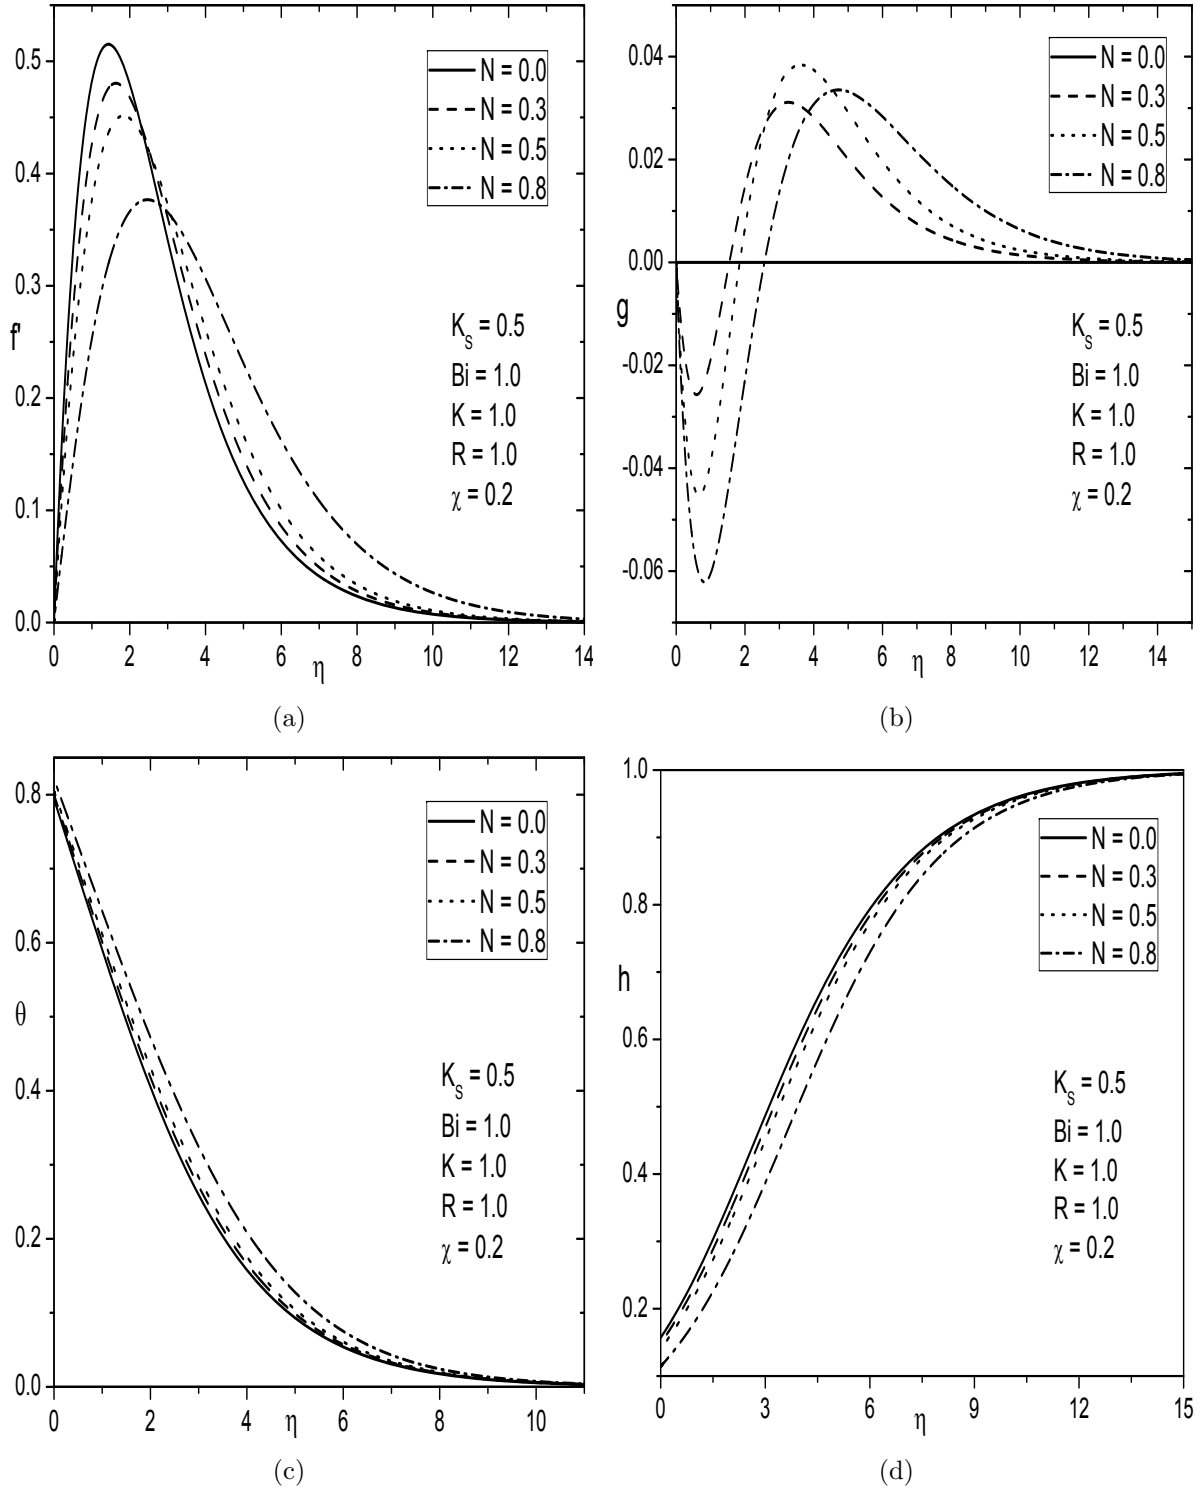 0.5
0.4
0.3
0.2
0.1
0.0
f'
N = 0.0
N = 0.3
N = 0.5
N = 0.8
K_s = 0.5
Bi = 1.0
K = 1.0
R = 1.0
χ = 0.2
0 2 4 6 8 10 12 14
η
(a)
0.04
0.02
0.00
-0.02
-0.04
-0.06
g
N = 0.0
N = 0.3
N = 0.5
N = 0.8
K_s = 0.5
Bi = 1.0
K = 1.0
R = 1.0
χ = 0.2
0 2 4 6 8 10 12 14
η
(b)
0.8
0.6
0.4
0.2
0.0
θ
N = 0.0
N = 0.3
N = 0.5
N = 0.8
K_s = 0.5
Bi = 1.0
K = 1.0
R = 1.0
χ = 0.2
0 2 4 6 8 10
η
(c)
1.0
0.8
0.6
0.4
0.2
h
N = 0.0
N = 0.3
N = 0.5
N = 0.8
K_s = 0.5
Bi = 1.0
K = 1.0
R = 1.0
χ = 0.2
0 3 6 9 12 15
η
(d)